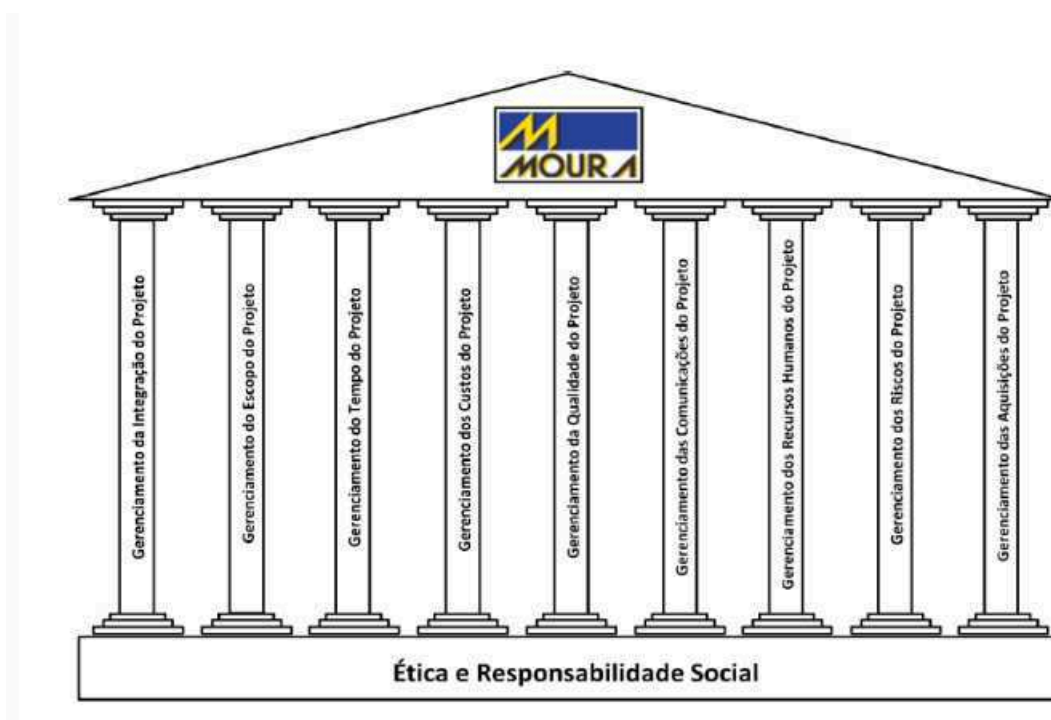 MOURA
Gerenciamento da Integração do Projeto
Gerenciamento do Escopo do Projeto
Gerenciamento do Tempo do Projeto
Gerenciamento dos Custos do Projeto
Gerenciamento da Qualidade do Projeto
Gerenciamento das Comunicações do Projeto
Gerenciamento dos Recursos Humanos do Projeto
Gerenciamento dos Riscos do Projeto
Gerenciamento das Aquisições do Projeto
Ética e Responsabilidade Social